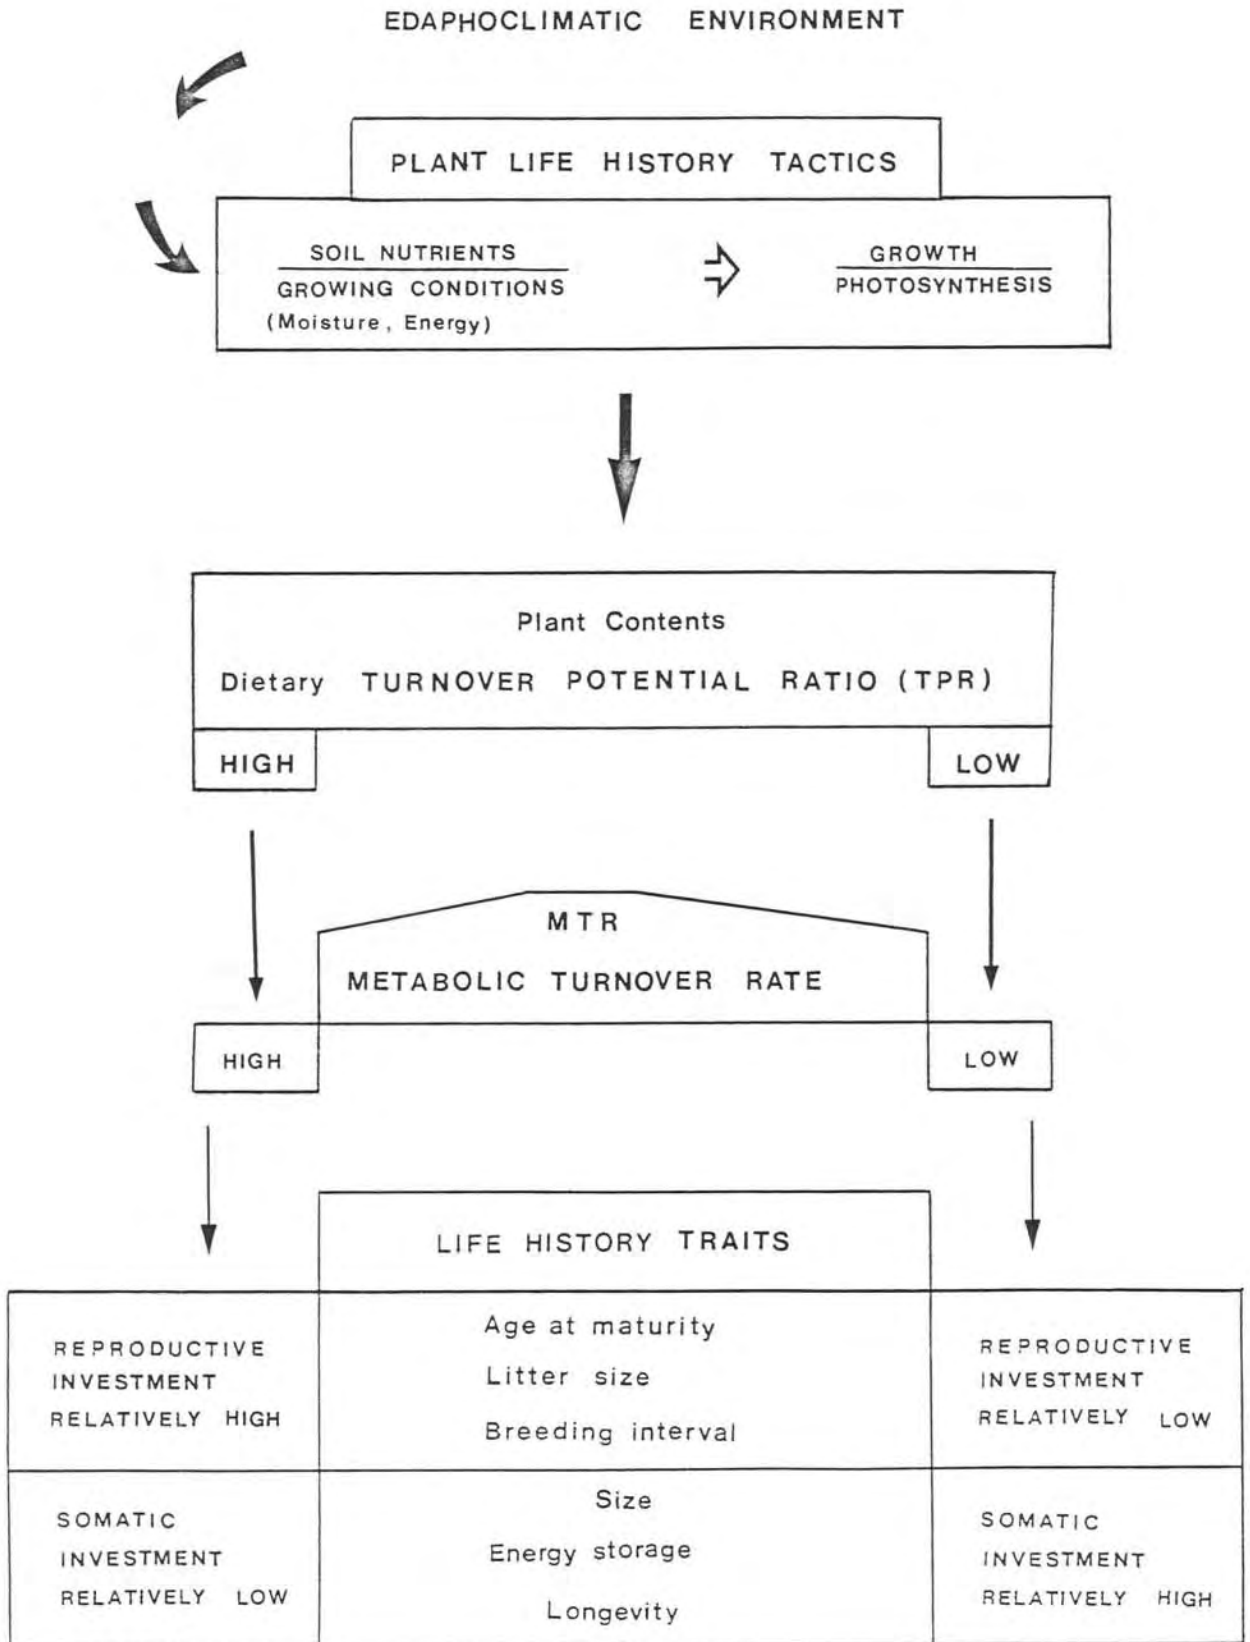 EDAPHOCLIMATIC ENVIRONMENT
PLANT LIFE HISTORY TACTICS
SOIL NUTRIENTS
GROWING CONDITIONS
(Moisture, Energy)
GROWTH
PHOTOSYNTHESIS
Plant Contents
Dietary TURNOVER POTENTIAL RATIO (TPR)
HIGH
LOW
MTR
METABOLIC TURNOVER RATE
HIGH
LOW
LIFE HISTORY TRAITS
REPRODUCTIVE
INVESTMENT
RELATIVELY HIGH
Age at maturity
Litter size
Breeding interval
REPRODUCTIVE
INVESTMENT
RELATIVELY LOW
SOMATIC
INVESTMENT
RELATIVELY LOW
Size
Energy storage
Longevity
SOMATIC
INVESTMENT
RELATIVELY HIGH